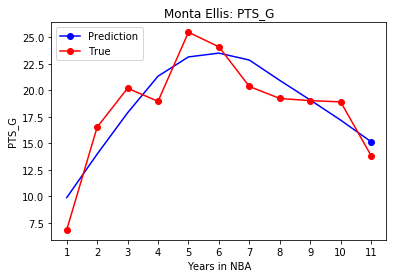 Monta Ellis: PTS_G
Prediction
True
PTS_G
25.0
22.5
20.0
17.5
15.0
12.5
10.0
7.5
1 2 3 4 5 6 7 8 9 10 11
Years in NBA